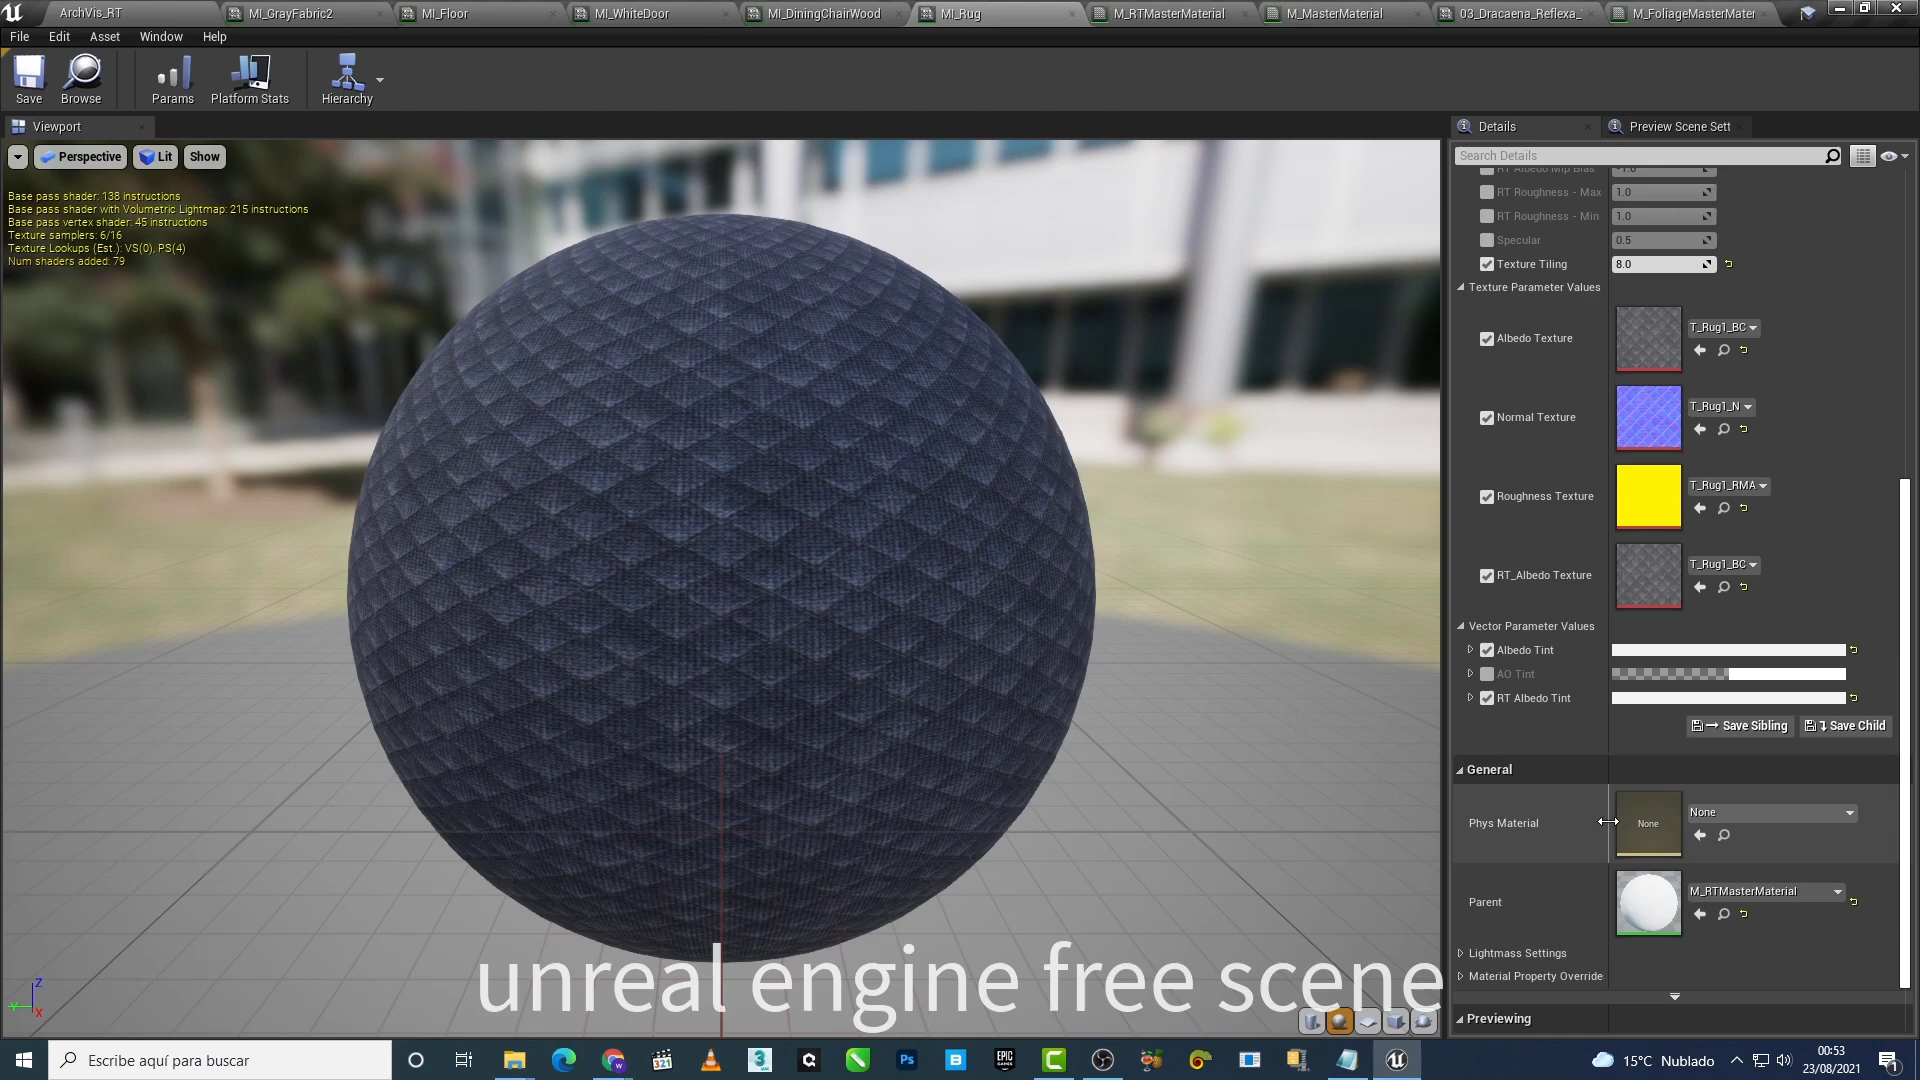 ArchVis_RT
MI_GrayFabric2
MI_Floor
MI_WhiteDoor
MI_DiningChairWood
MI_Rug
M_RTMasterMaterial
M_MasterMaterial
03_Dracaena_Reflexa_
M_FoliageMasterMater
File Edit Asset Window Help
Save
Browse
Params
Platform Stats
Hierarchy
Viewport
Details
Preview Scene Sett
Perspective
Lit
Show
Search Details
Base pass shader: 138 instructions
Base pass shader with Volumetric Lightmap: 215 instructions
Base pass vertex shader: 45 instructions
Texture samplers: 6/16
Texture Lookups (Est.): VS(0), PS(4)
Num shaders added: 79
RT Albedo Mip Bias -1.0
RT Roughness - Max 1.0
RT Roughness - Min 1.0
Specular 0.5
Texture Tiling 8.0
Texture Parameter Values
Albedo Texture T_Rug1_BC
Normal Texture T_Rug1_N
Roughness Texture T_Rug1_RMA
RT_Albedo Texture T_Rug1_BC
Vector Parameter Values
Albedo Tint
AO Tint
RT Albedo Tint
Save Sibling
Save Child
General
Phys Material None None
Parent M_RTMasterMaterial
Lightmass Settings
Material Property Override
Previewing
unreal engine free scene
Z
Y
X
Escribe aquí para buscar
321
3
Ps
B
EPIC
GAMES
C
15°C Nublado
00:53
23/08/2021
1